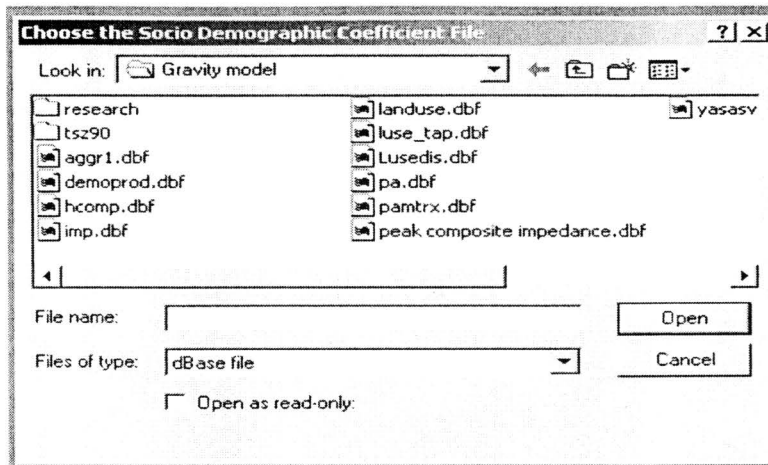 Choose the Socio Demographic Coefficient File
Look in: Gravity model
research
tsz90
aggr1.dbf
demoprod.dbf
hcomp.dbf
imp.dbf
landuse.dbf
luse_tap.dbf
Lusedis.dbf
pa.dbf
pamtrx.dbf
peak composite impedance.dbf
yasasv
File name:
Open
Files of type: dBase file
Cancel
Open as read-only: